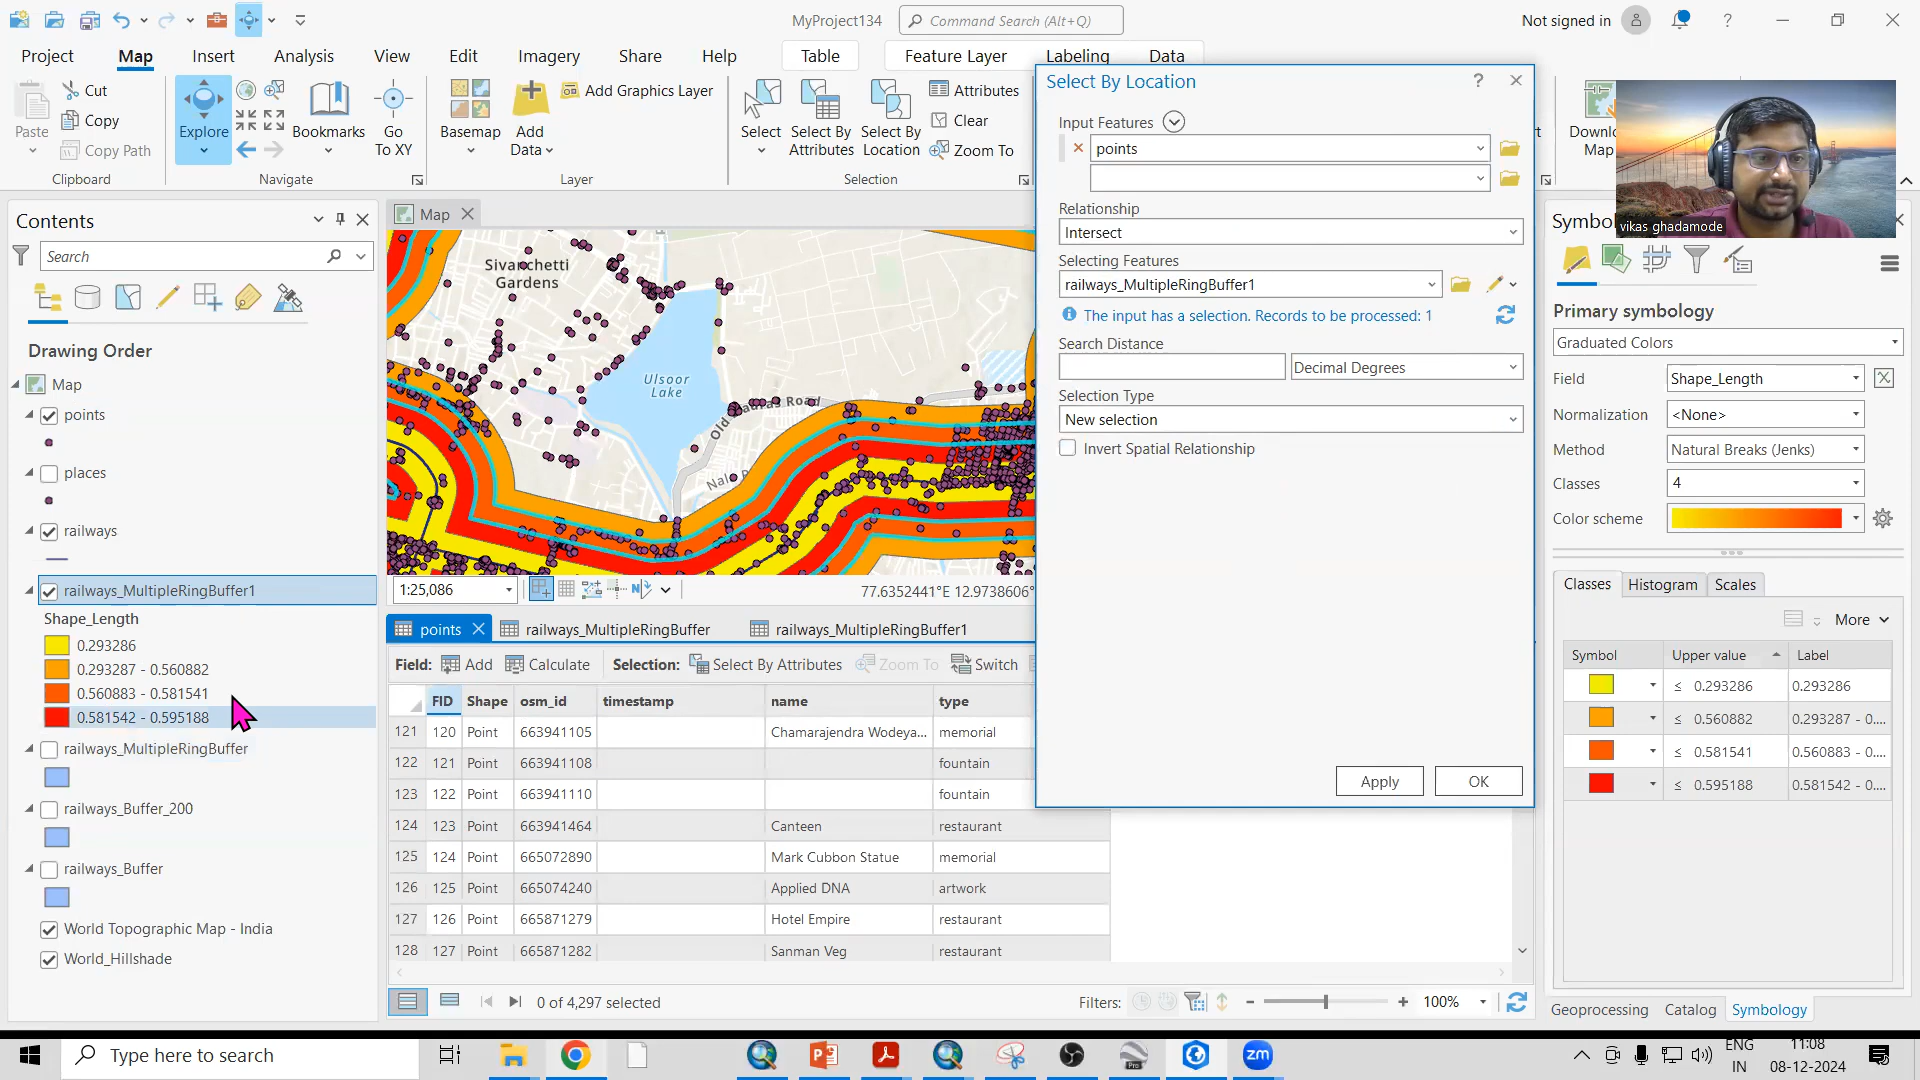 MyProject134
Command Search (Alt+Q)
Not signed in
?
Project
Map
Insert
Analysis
View
Edit
Imagery
Share
Help
Table
Feature Layer
Labeling
Data
Paste
Cut
Copy
Copy Path
Clipboard
Explore
Bookmarks
Go
To XY
Navigate
Basemap
Add
Data
Add Graphics Layer
Layer
Select
Select By
Attributes
Select By
Location
Attributes
Clear
Zoom To
Selection
Downlo
Map
vikas ghadamode
Contents
Search
Drawing Order
Map
points
places
railways
railways_MultipleRingBuffer1
Shape_Length
0.293286
0.293287 - 0.560882
0.560883 - 0.581541
0.581542 - 0.595188
railways_MultipleRingBuffer
railways_Buffer_200
railways_Buffer
World Topographic Map - India
World_Hillshade
Map
Sivanchetti
Gardens
Ulsoor
Lake
1:25,086
77.6352441°E 12.9738606°
points
railways_MultipleRingBuffer
railways_MultipleRingBuffer1
Field: Add Calculate Selection: Select By Attributes Zoom To Switch
FID Shape osm_id timestamp name type
121 120 Point 663941105 Chamarajendra Wodeya... memorial
122 121 Point 663941108 fountain
123 122 Point 663941110 fountain
124 123 Point 663941464 Canteen restaurant
125 124 Point 665072890 Mark Cubbon Statue memorial
126 125 Point 665074240 Applied DNA artwork
127 126 Point 665871279 Hotel Empire restaurant
128 127 Point 665871282 Sanman Veg restaurant
0 of 4,297 selected
Filters:
100%
Select By Location
?
Input Features
points
Relationship
Intersect
Selecting Features
railways_MultipleRingBuffer1
The input has a selection. Records to be processed: 1
Search Distance
Decimal Degrees
Selection Type
New selection
Invert Spatial Relationship
Apply
OK
Symbo
Primary symbology
Graduated Colors
Field Shape_Length
Normalization <None>
Method Natural Breaks (Jenks)
Classes 4
Color scheme
Classes Histogram Scales
More
Symbol Upper value Label
≤ 0.293286 0.293286
≤ 0.560882 0.293287 - 0....
≤ 0.581541 0.560883 - 0....
≤ 0.595188 0.581542 - 0....
Geoprocessing Catalog Symbology
Type here to search
zm
ENG
IN
11:08
08-12-2024